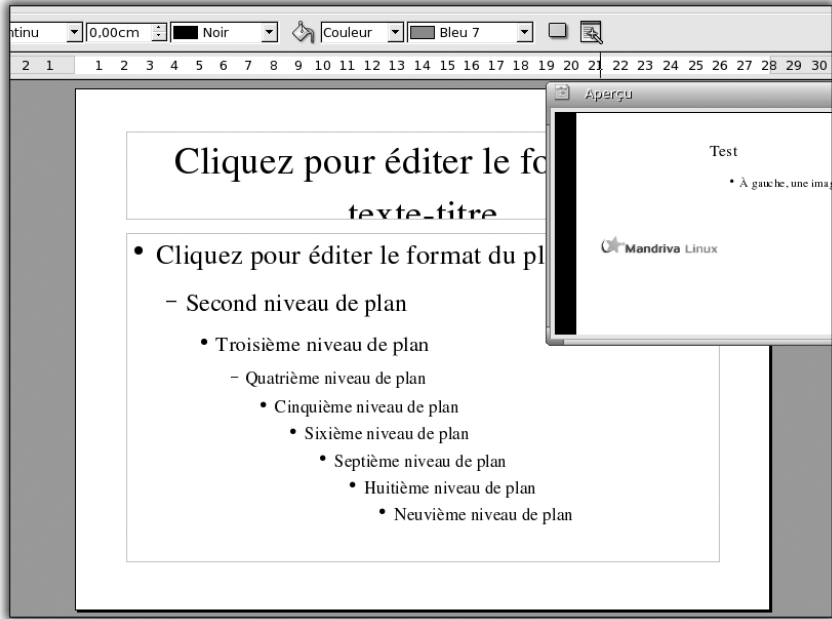 ntinu 0,00cm Noir Couleur Bleu 7
2 1 1 2 3 4 5 6 7 8 9 10 11 12 13 14 15 16 17 18 19 20 21 22 23 24 25 26 27 28 29 30
Aperçu
Test
• À gauche, une imag
Mandriva Linux
Cliquez pour éditer le fo
texte-titre
• Cliquez pour éditer le format du pl
– Second niveau de plan
• Troisième niveau de plan
– Quatrième niveau de plan
• Cinquième niveau de plan
• Sixième niveau de plan
• Septième niveau de plan
• Huitième niveau de plan
• Neuvième niveau de plan